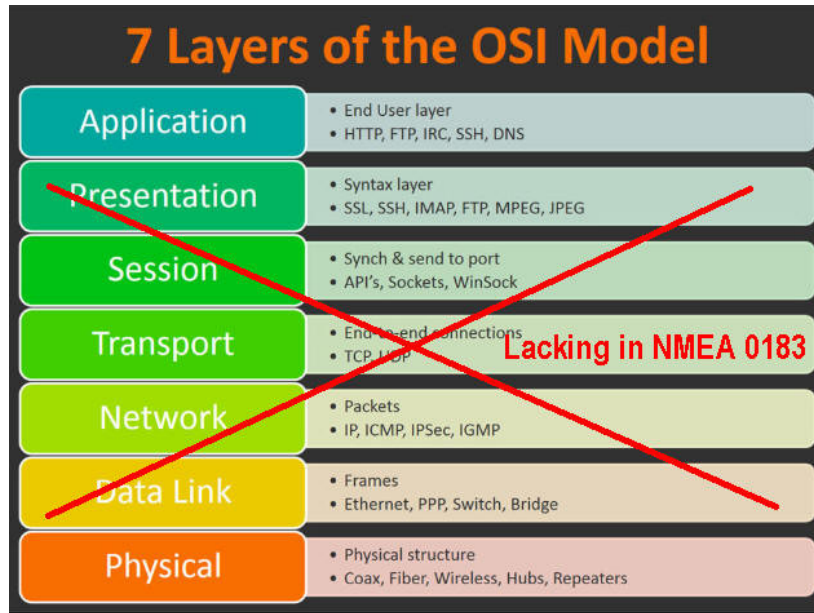 7 Layers of the OSI Model
Application
• End User layer
• HTTP, FTP, IRC, SSH, DNS
Presentation
• Syntax layer
• SSL, SSH, IMAP, FTP, MPEG, JPEG
Session
• Synch & send to port
• API's, Sockets, WinSock
Transport
• End-to-end connections
• TCP, UDP
Lacking in NMEA 0183
Network
• Packets
• IP, ICMP, IPSec, IGMP
Data Link
• Frames
• Ethernet, PPP, Switch, Bridge
Physical
• Physical structure
• Coax, Fiber, Wireless, Hubs, Repeaters